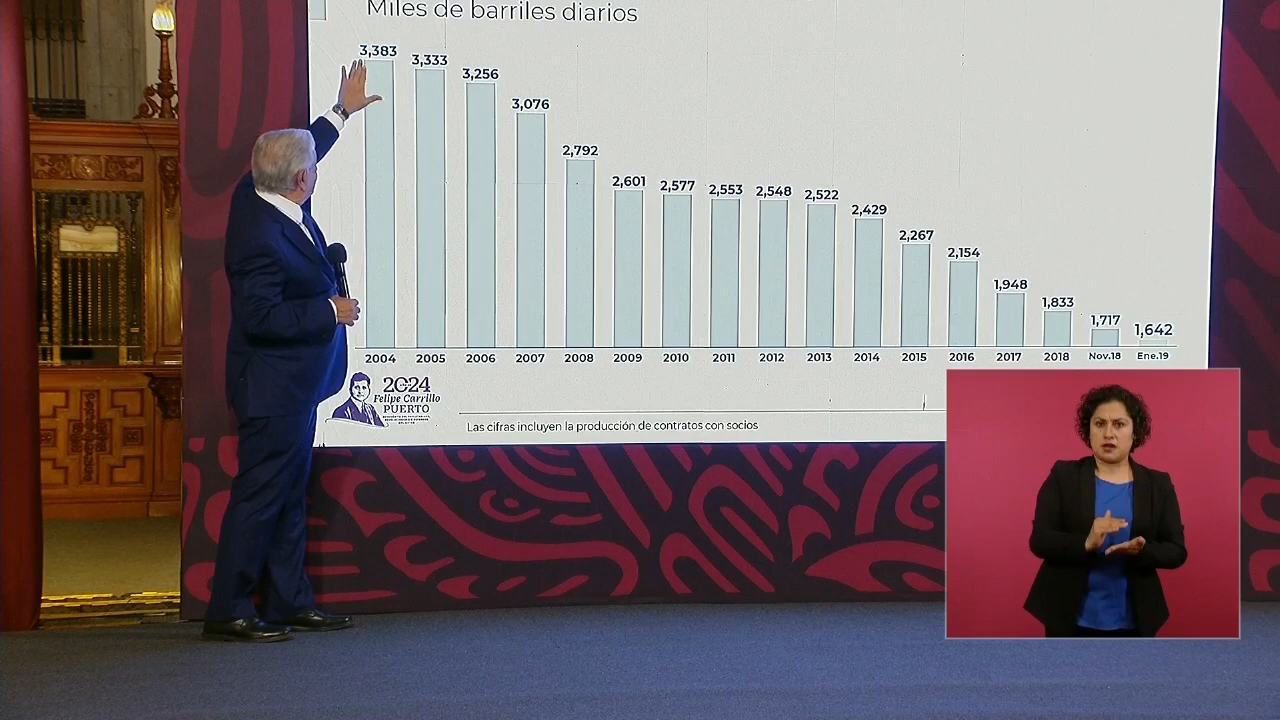 Miles de barriles diarios
3,383 3,333 3,256 3,076 2,792 2,601 2,577 2,553 2,548 2,522 2,429 2,267 2,154 1,948 1,833 1,717 1,642
2004 2005 2006 2007 2008 2009 2010 2011 2012 2013 2014 2015 2016 2017 2018 Nov.18 Ene.19
2024
Felipe Carrillo
PUERTO
Las cifras incluyen la producción de contratos con socios